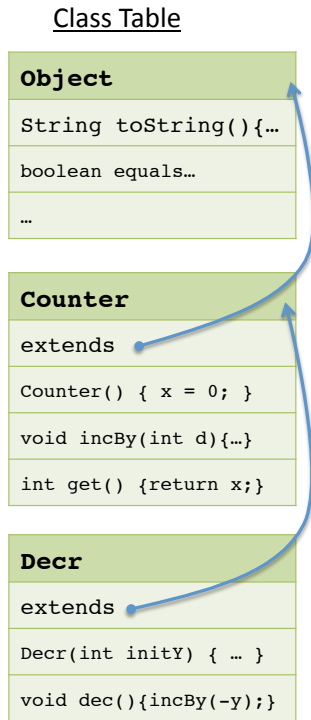 Class Table
Object
String toString(){…
boolean equals…
…
Counter
extends
Counter() { x = 0; }
void incBy(int d){…}
int get() {return x;}
Decr
extends
Decr(int initY) { … }
void dec(){incBy(-y);}